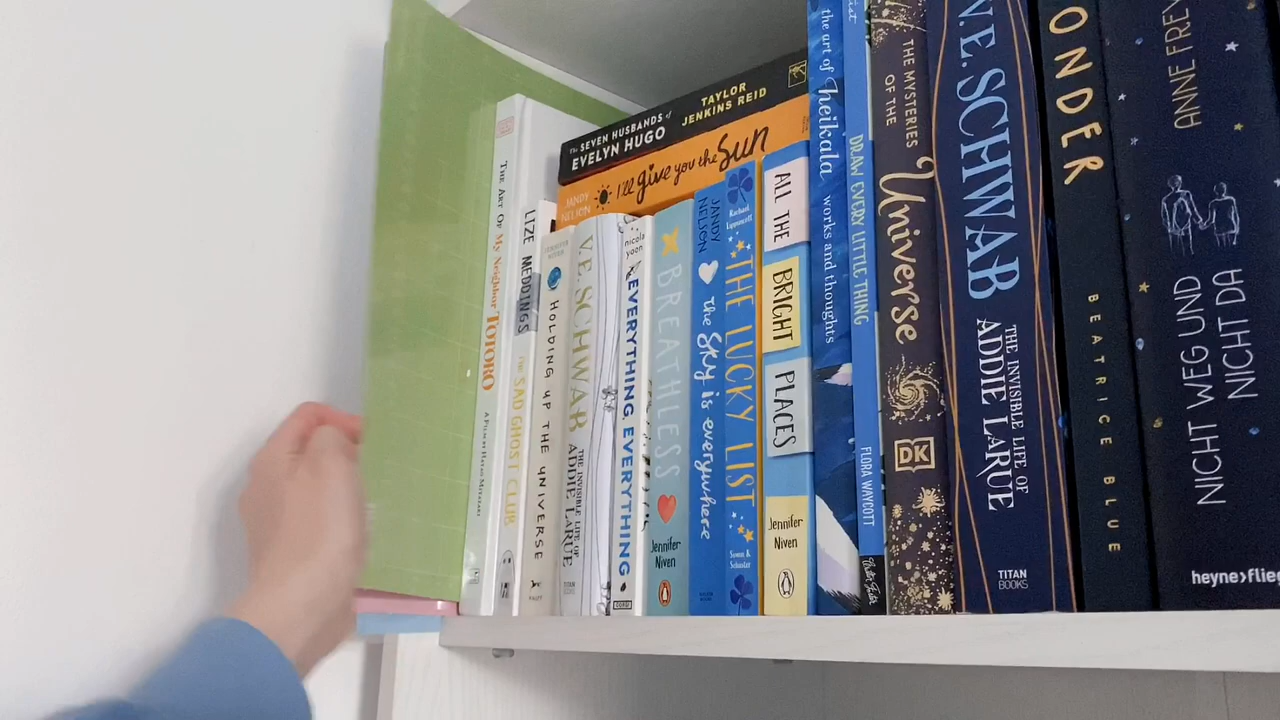 THE ART OF My Neighbor TOTORO
A FILM BY HAYAO MIYAZAKI
LIZE MEDDINGS
THE SAD GHOST CLUB
The SEVEN HUSBANDS of
EVELYN HUGO
TAYLOR
JENKINS REID
JANDY
NELSON
I'll give you the Sun
JENNIFER
NIVEN
HOLDING UP THE UNIVERSE
V.E. SCHWAB
THE INVISIBLE LIFE OF
ADDIE LARUE
TITAN
BOOKS
nicola
yoon
EVERYTHING EVERYTHING
CORGI
BREATHLESS
Jennifer
Niven
JANDY
NELSON
the Sky is everywhere
Rachael
Lippincott
THE LUCKY LIST
Simon &
Schuster
ALL THE
BRIGHT
PLACES
Jennifer
Niven
the art of heikala
works and thoughts
DRAW EVERY LITTLE THING
FLORA WAYCOTT
THE MYSTERIES
OF THE
Universe
DK
V.E. SCHWAB
THE INVISIBLE LIFE OF
ADDIE LARUE
TITAN
BOOKS
ONDER
BEATRICE BLUE
ANNE FREY
NICHT WEG UND
NICHT DA
heyne>flieg